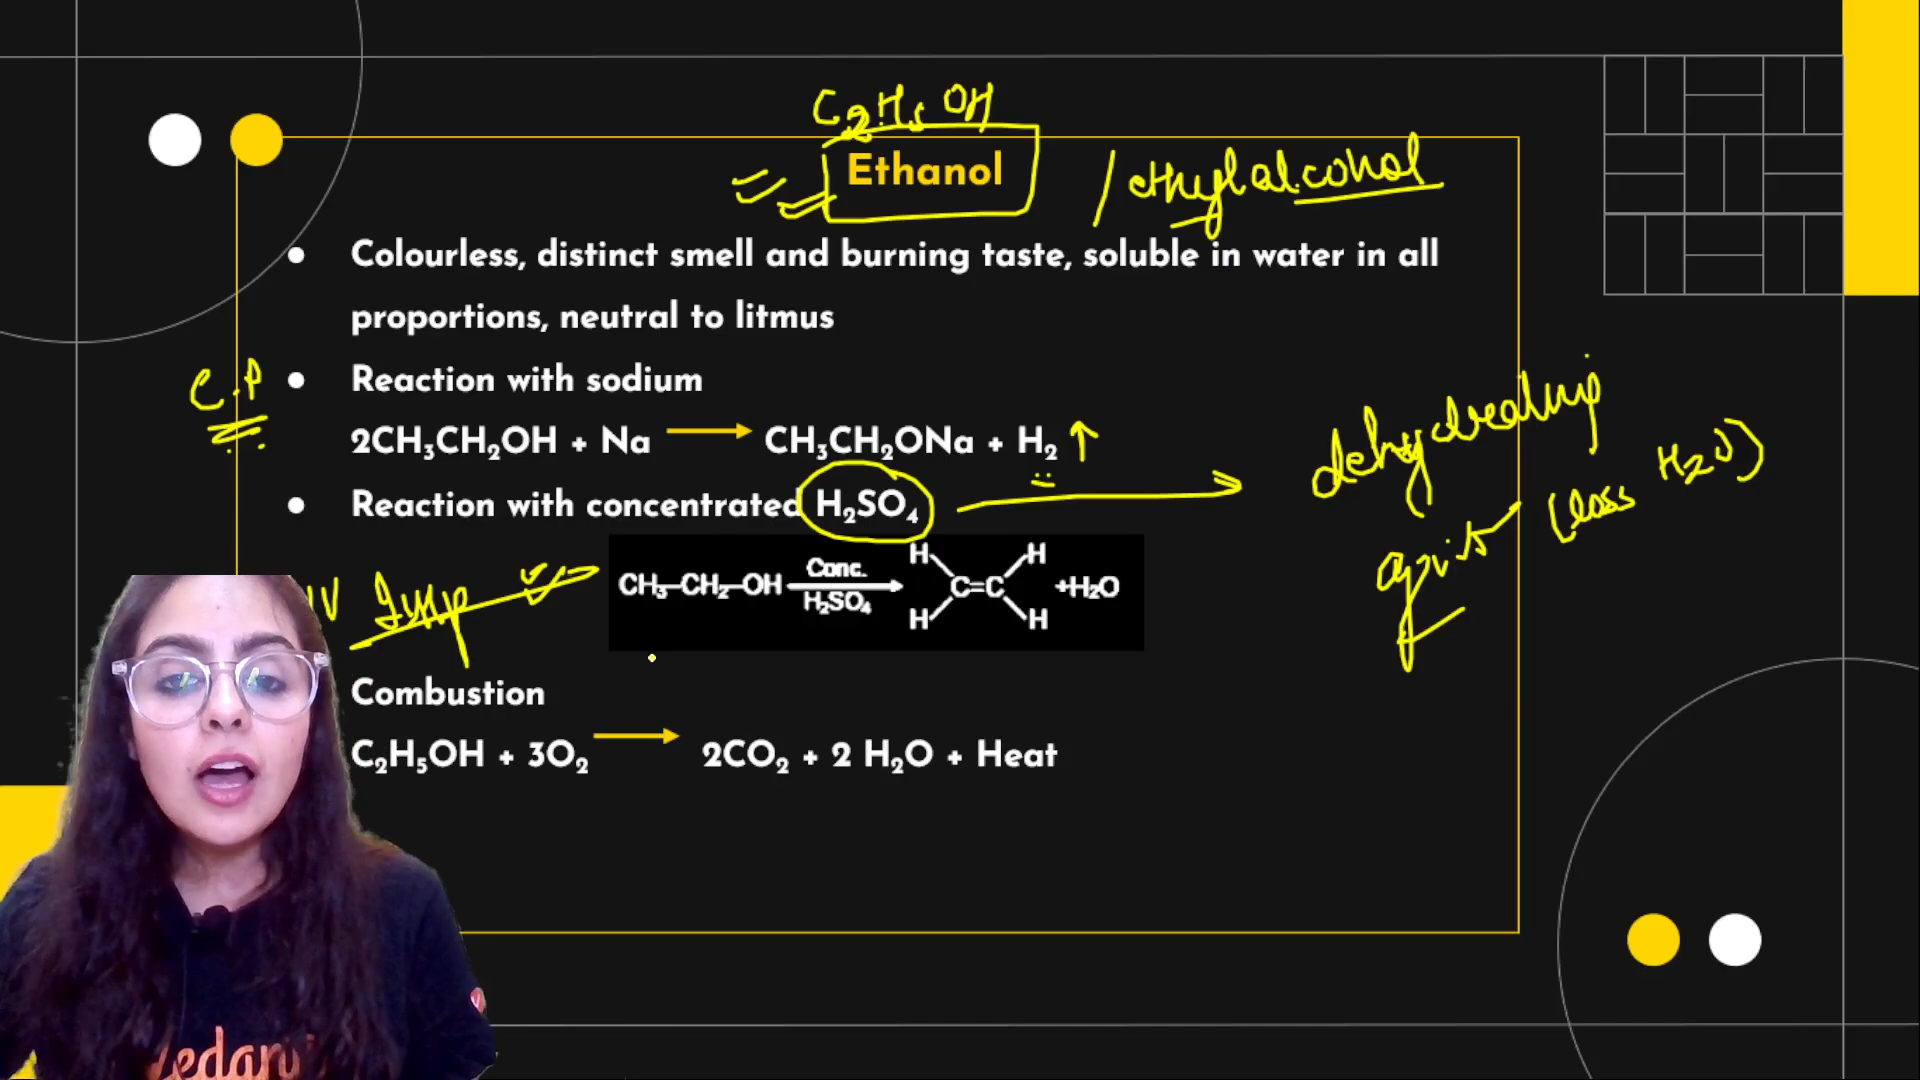 C₂H₅OH
Ethanol / ethyl alcohol
• Colourless, distinct smell and burning taste, soluble in water in all
proportions, neutral to litmus
C.P
• Reaction with sodium
2CH₃CH₂OH + Na → CH₃CH₂ONa + H₂ ↑
• Reaction with concentrated H₂SO₄ → dehydrating
(loss H₂O)
V Imp
CH₃–CH₂–OH Conc. H₂SO₄ → H H C=C H H +H₂O
Combustion
C₂H₅OH + 3O₂ → 2CO₂ + 2 H₂O + Heat